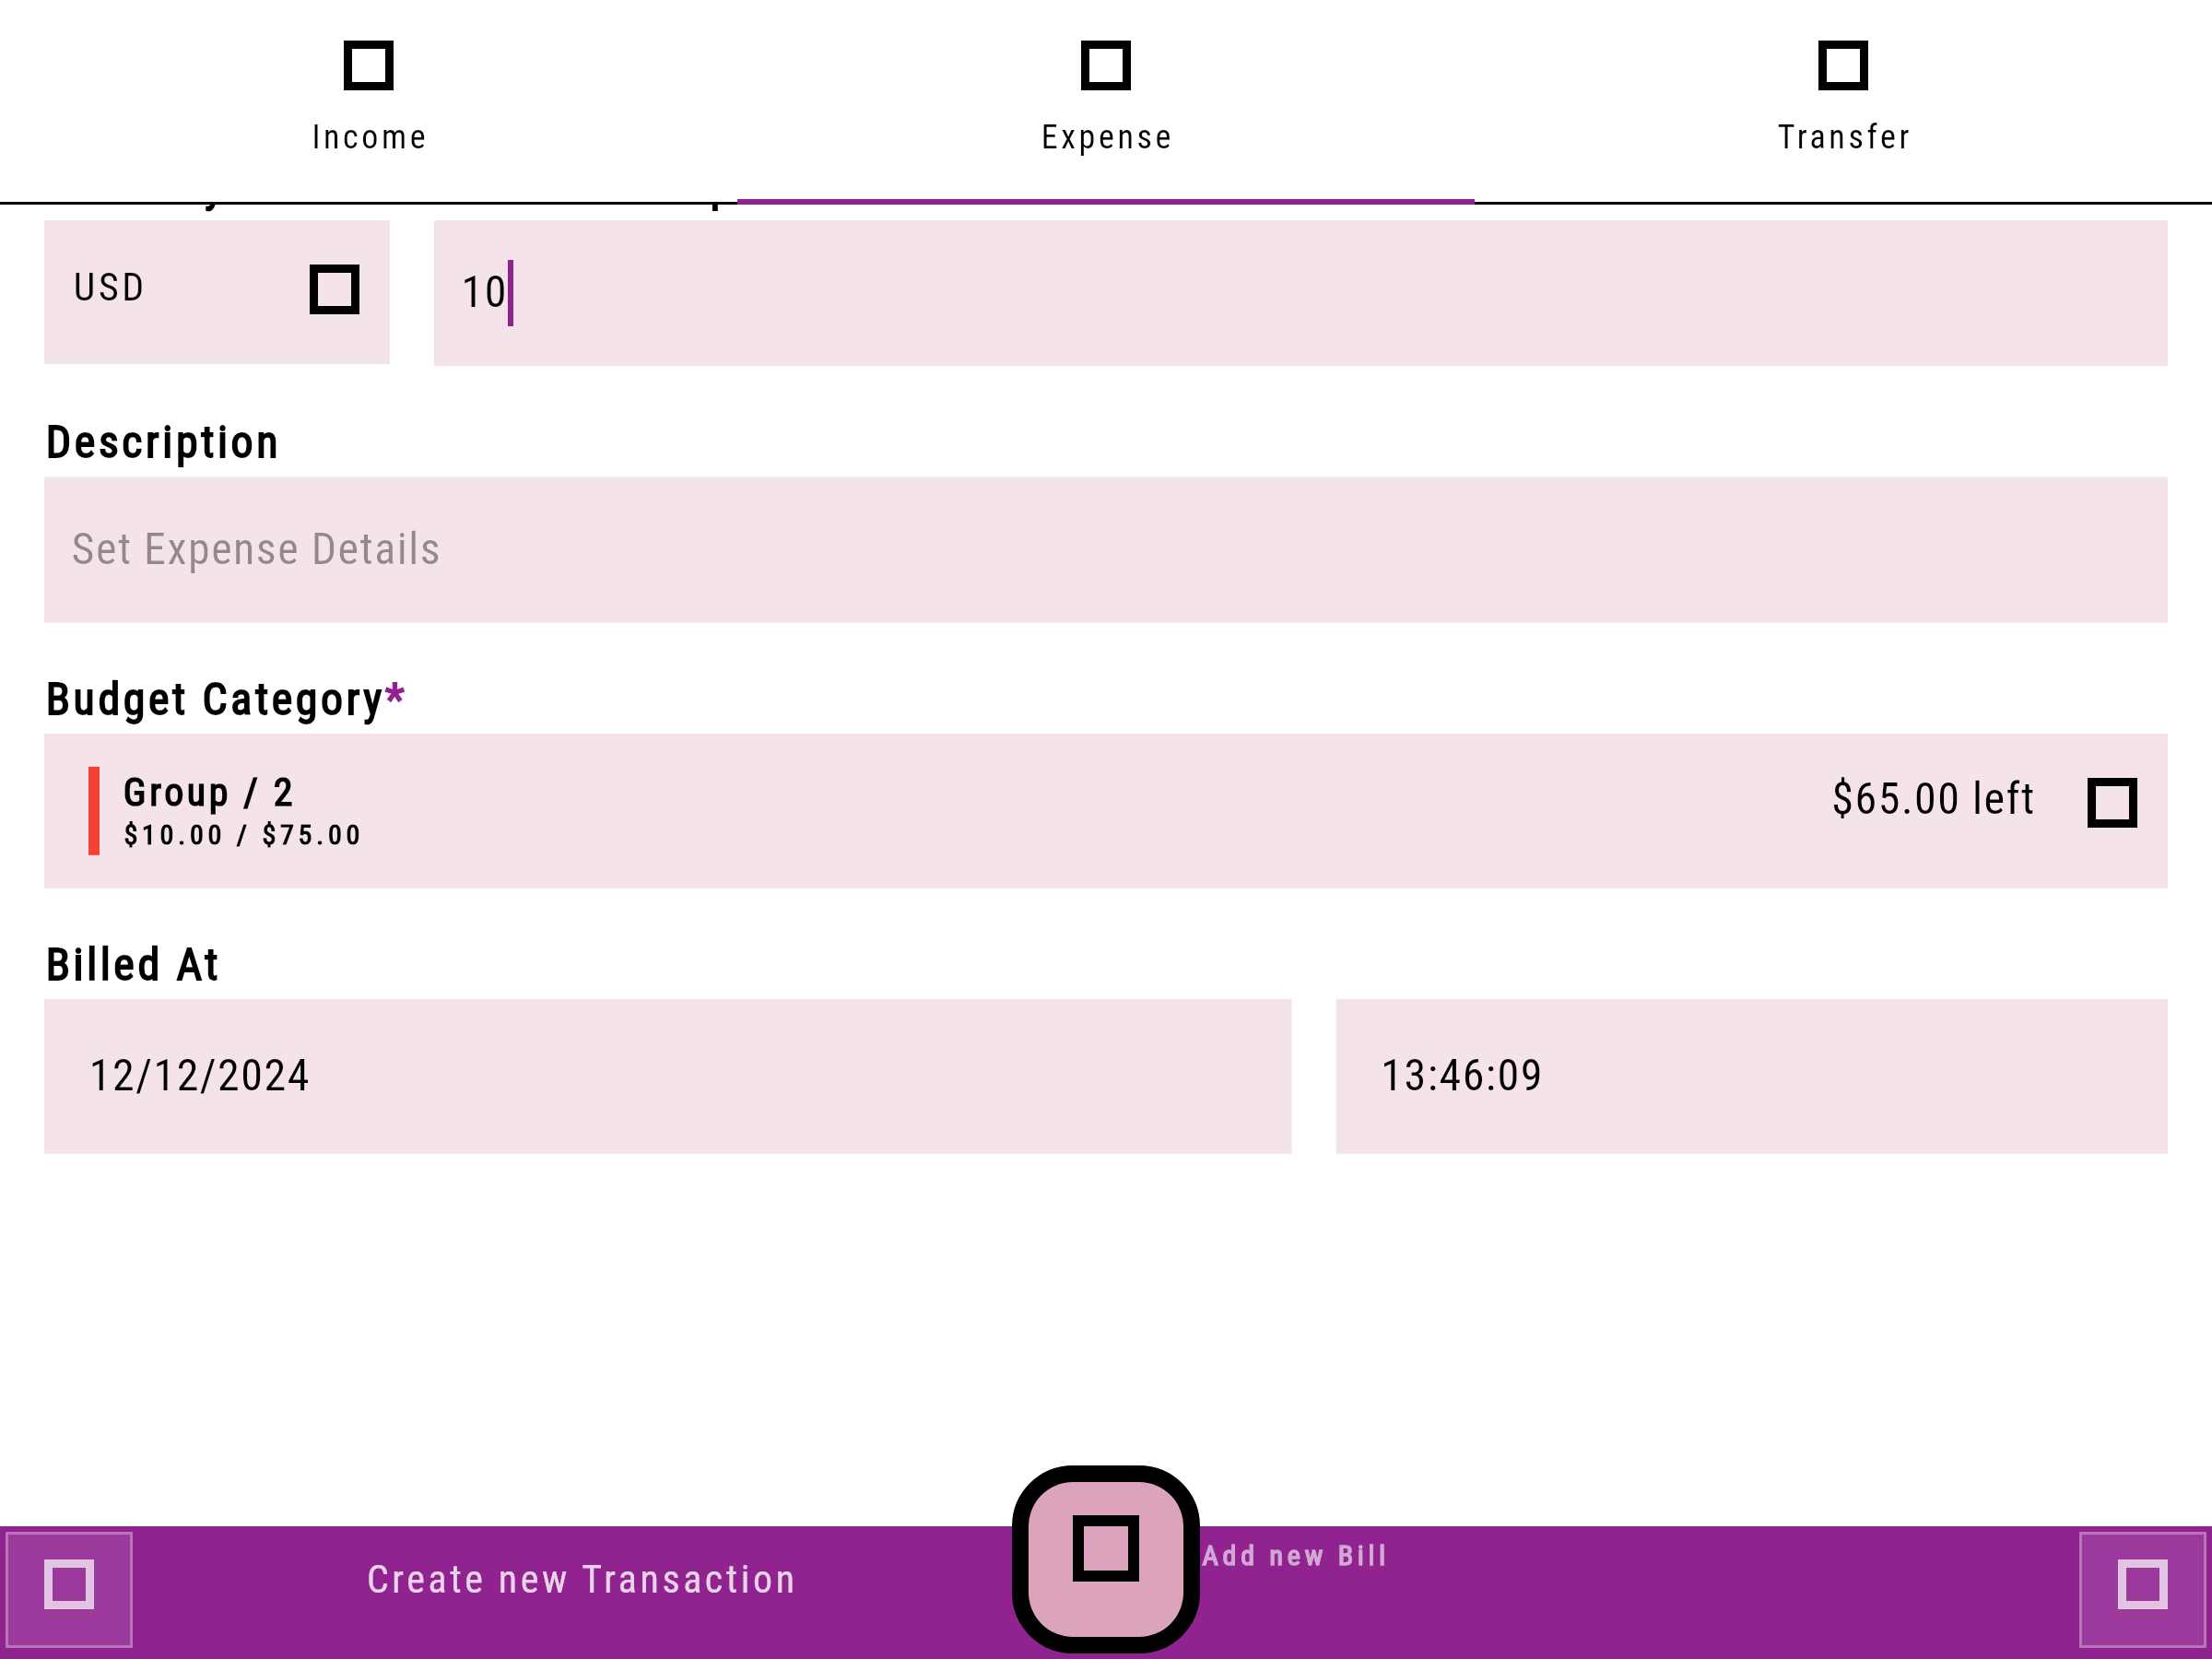 Income Expense Transfer
USD 10
Description
Set Expense Details
Budget Category*
Group / 2
$10.00 / $75.00
$65.00 left
Billed At
12/12/2024 13:46:09
Create new Transaction
Add new Bill